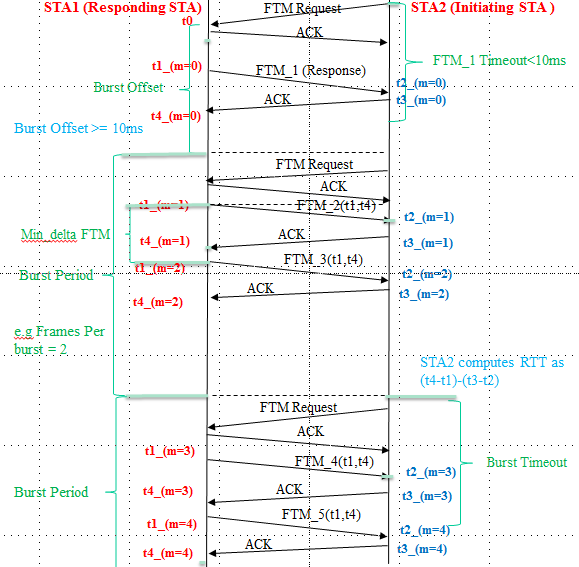 STA1 (Responding STA)
FTM Request
STA2 (Initiating STA )
t0
ACK
FTM_1 Timeout<10ms
t1_(m=0)
FTM_1 (Response)
t2_(m=0)
Burst Offset
ACK
t3_(m=0)
t4_(m=0)
Burst Offset >= 10ms
FTM Request
ACK
t1_(m=1)
FTM_2(t1,t4)
t2_(m=1)
Min_delta FTM
t4_(m=1)
ACK
t3_(m=1)
t1_(m=2)
FTM_3(t1,t4)
t2_(m=2)
Burst Period
ACK
t3_(m=2)
t4_(m=2)
e.g Frames Per
burst = 2
STA2 computes RTT as
(t4-t1)-(t3-t2)
FTM Request
ACK
t1_(m=3)
FTM_4(t1,t4)
t2_(m=3)
Burst Timeout
Burst Period
t4_(m=3)
ACK
t3_(m=3)
t1_(m=4)
FTM_5(t1,t4)
t2_(m=4)
t4_(m=4)
ACK
t3_(m=4)